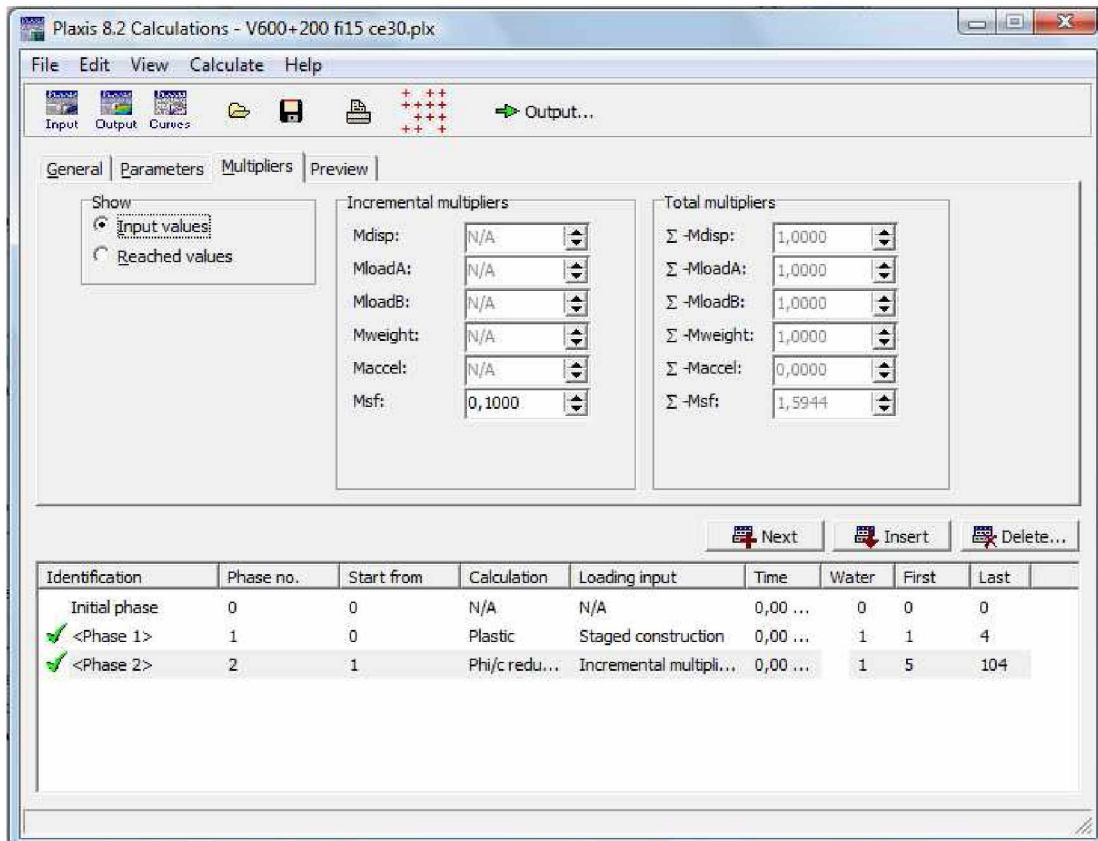 Plaxis 8.2 Calculations - V600+200 fi15 ce30.plx
File Edit View Calculate Help
Input Output Curves Output...
General Parameters Multipliers Preview
Show
Input values
Reached values
Incremental multipliers
Mdisp: N/A
MloadA: N/A
MloadB: N/A
Mweight: N/A
Maccel: N/A
Msf: 0,1000
Total multipliers
Σ -Mdisp: 1,0000
Σ -MloadA: 1,0000
Σ -MloadB: 1,0000
Σ -Mweight: 1,0000
Σ -Maccel: 0,0000
Σ -Msf: 1,5944
Next Insert Delete...
Identification Phase no. Start from Calculation Loading input Time Water First Last
Initial phase 0 0 N/A N/A 0,00 ... 0 0 0
<Phase 1> 1 0 Plastic Staged construction 0,00 ... 1 1 4
<Phase 2> 2 1 Phi/c redu... Incremental multipli... 0,00 ... 1 5 104